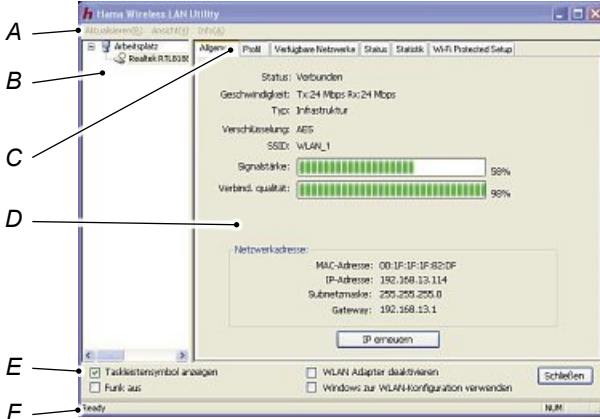 Hama Wireless LAN Utility
A
Aktualisieren(R) Ansicht(Y) Info(A)
B
Arbeitsplatz
Realtek RTL8188
Allgem Profil Verfügbare Netzwerke Status Statistik Wi-Fi Protected Setup
Status: Verbunden
Geschwindigkeit: Tx:24 Mbps Rx:24 Mbps
Typ: Infrastruktur
Verschlüsselung: AES
SSID: WLAN_1
C
Signalstärke: 58%
Verbind. qualität: 98%
D
Netzwerkadresse:
MAC-Adresse: 00:1F:1F:1F:82:DF
IP-Adresse: 192.168.13.114
Subnetzmaske: 255.255.255.0
Gateway: 192.168.13.1
IP erneuern
E
Taskleistensymbol anzeigen
Funk aus
WLAN Adapter deaktivieren
Windows zur WLAN-Konfiguration verwenden
Schließen
F
Ready NUM